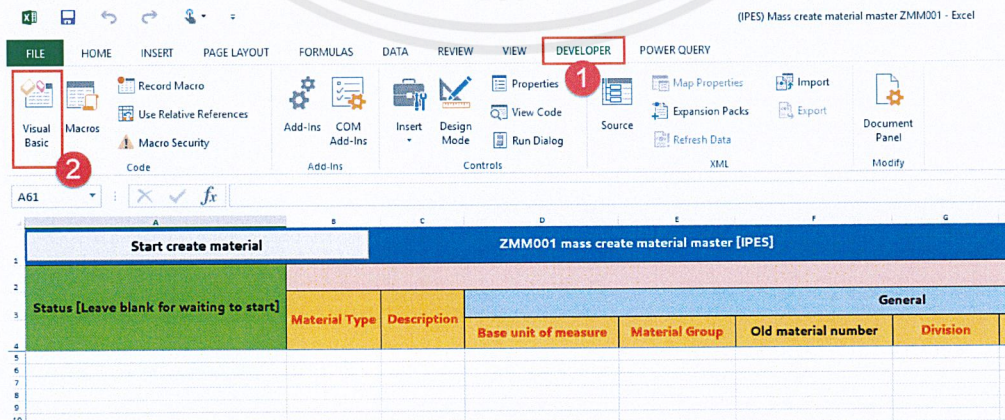 (IPES) Mass create material master ZMM001 - Excel
FILE HOME INSERT PAGE LAYOUT FORMULAS DATA REVIEW VIEW DEVELOPER POWER QUERY
1
Visual Basic
Macros
Record Macro
Use Relative References
Macro Security
Code
2
Add-Ins
COM Add-Ins
Add-Ins
Insert
Design Mode
Properties
View Code
Run Dialog
Controls
Source
Map Properties
Expansion Packs
Refresh Data
Import
Export
XML
Document Panel
Modify
A61
fx
A B C D E F G
1 Start create material ZMM001 mass create material master [IPES]
2
3 Status [Leave blank for waiting to start] Material Type Description General
4 Base unit of measure Material Group Old material number Division
5
6
7
8
9
10